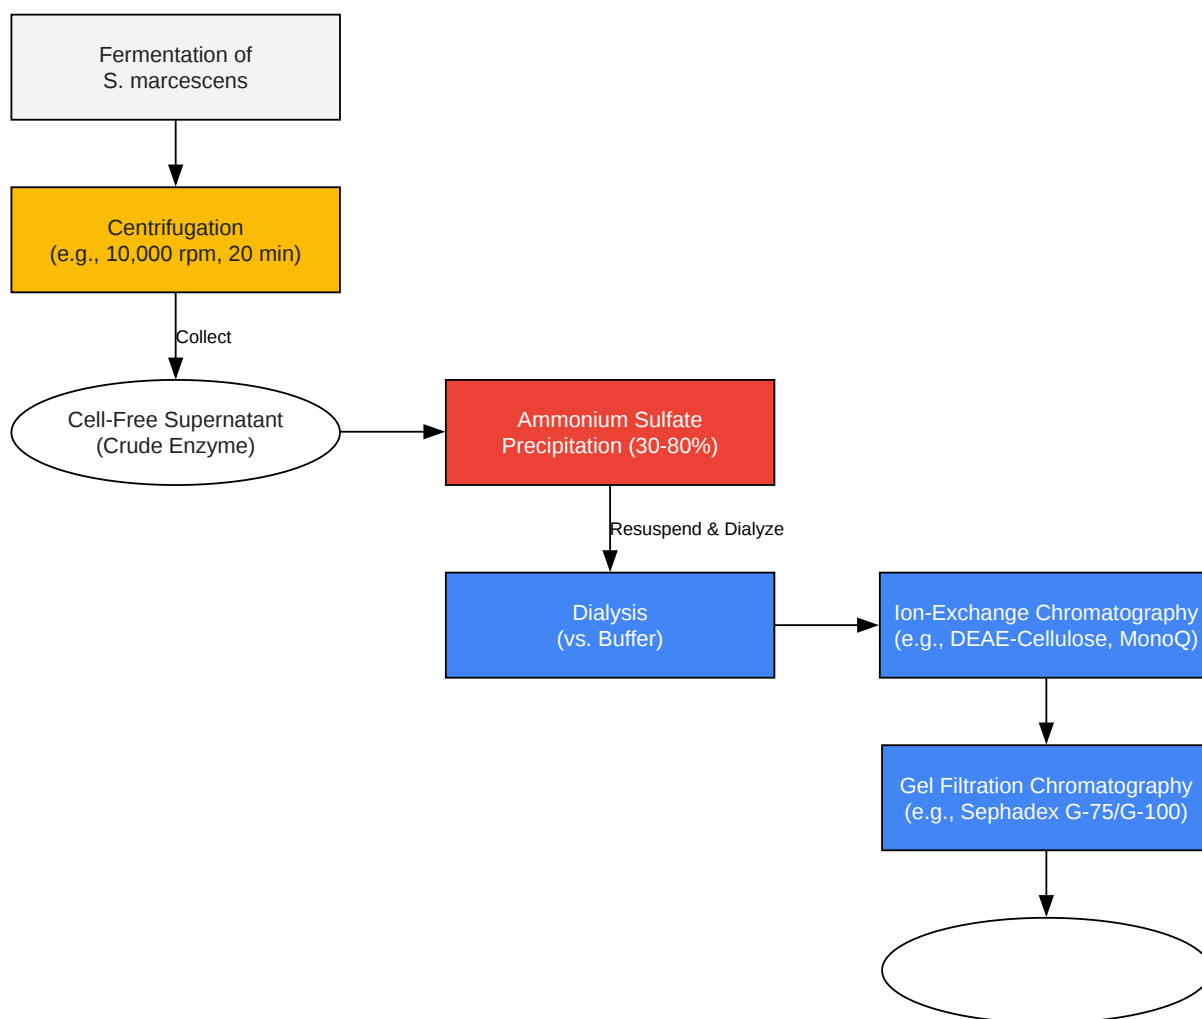 Fermentation of
S. marcescens
Centrifugation
(e.g., 10,000 rpm, 20 min)
Collect
Cell-Free Supernatant
(Crude Enzyme)
Ammonium Sulfate
Precipitation (30-80%)
Resuspend & Dialyze
Dialysis
(vs. Buffer)
Ion-Exchange Chromatography
(e.g., DEAE-Cellulose, MonoQ)
Gel Filtration Chromatography
(e.g., Sephadex G-75/G-100)